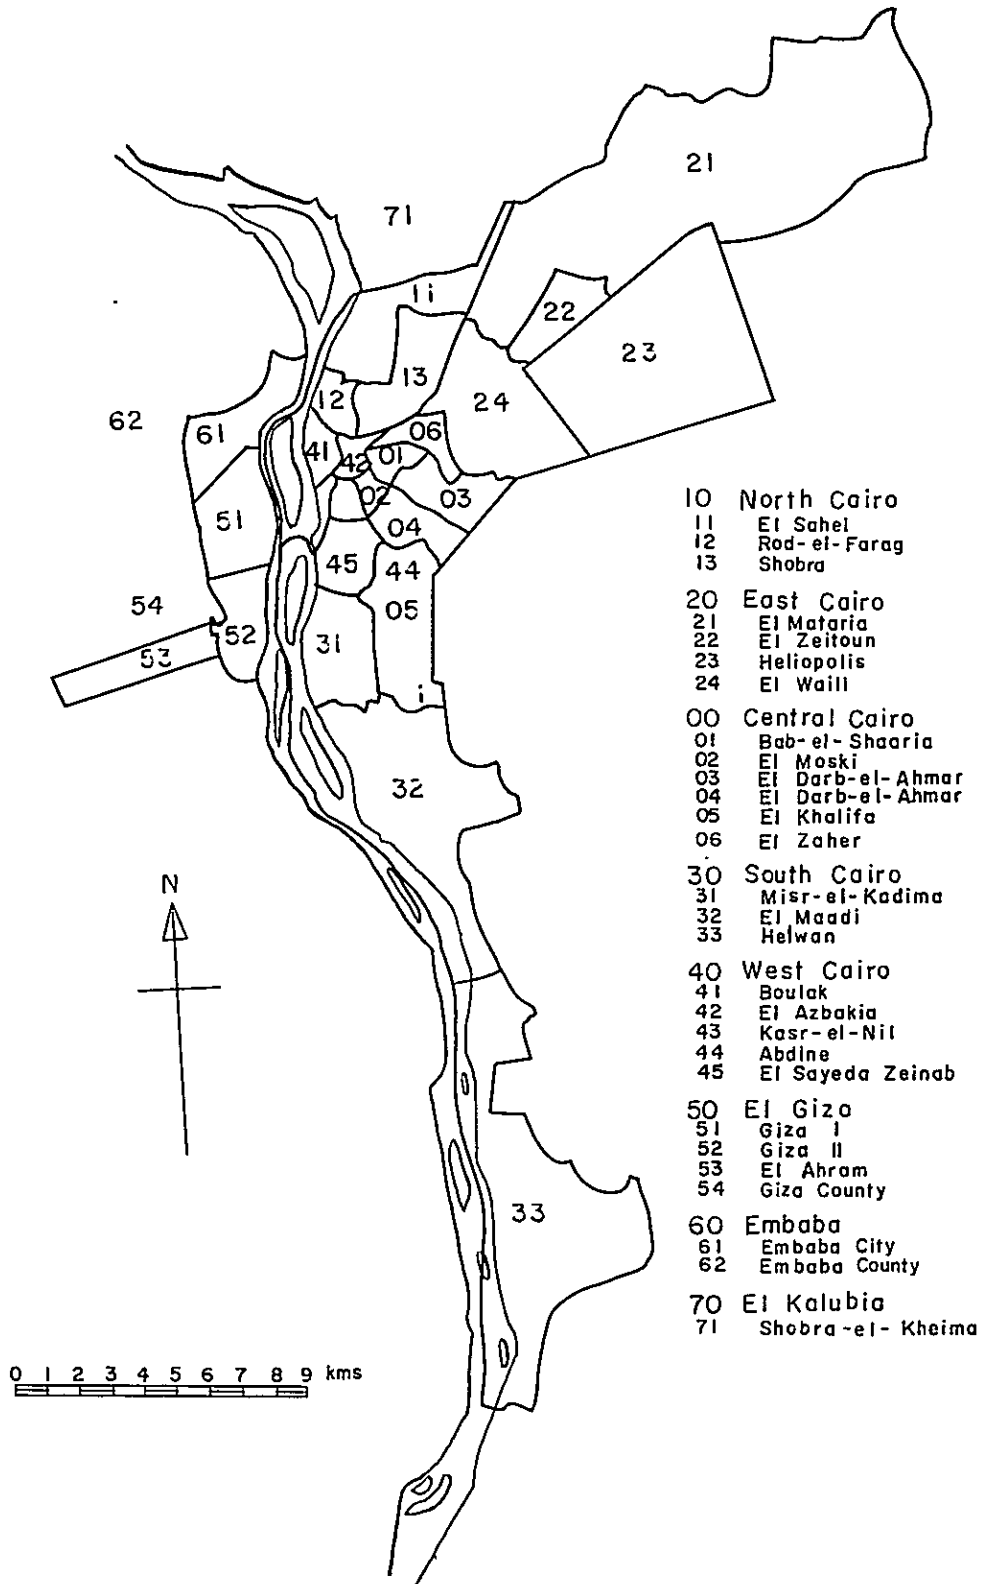 21
71
11
22
23
13
24
62
12
61
06
41
42
01
02
03
51
04
45
44
54
05
52
53
31
i
32
N
33
0 1 2 3 4 5 6 7 8 9 kms
10 North Cairo
11 El Sahel
12 Rod-el-Farag
13 Shobra
20 East Cairo
21 El Mataria
22 El Zeitoun
23 Heliopolis
24 El Waill
00 Central Cairo
01 Bab-el-Shaaria
02 El Moski
03 El Darb-el-Ahmar
04 El Darb-el-Ahmar
05 El Khalifa
06 El Zaher
30 South Cairo
31 Misr-el-Kadima
32 El Maadi
33 Helwan
40 West Cairo
41 Boulak
42 El Azbakia
43 Kasr-el-Nil
44 Abdine
45 El Sayeda Zeinab
50 El Giza
51 Giza I
52 Giza II
53 El Ahram
54 Giza County
60 Embaba
61 Embaba City
62 Embaba County
70 El Kalubia
71 Shobra-el-Kheima